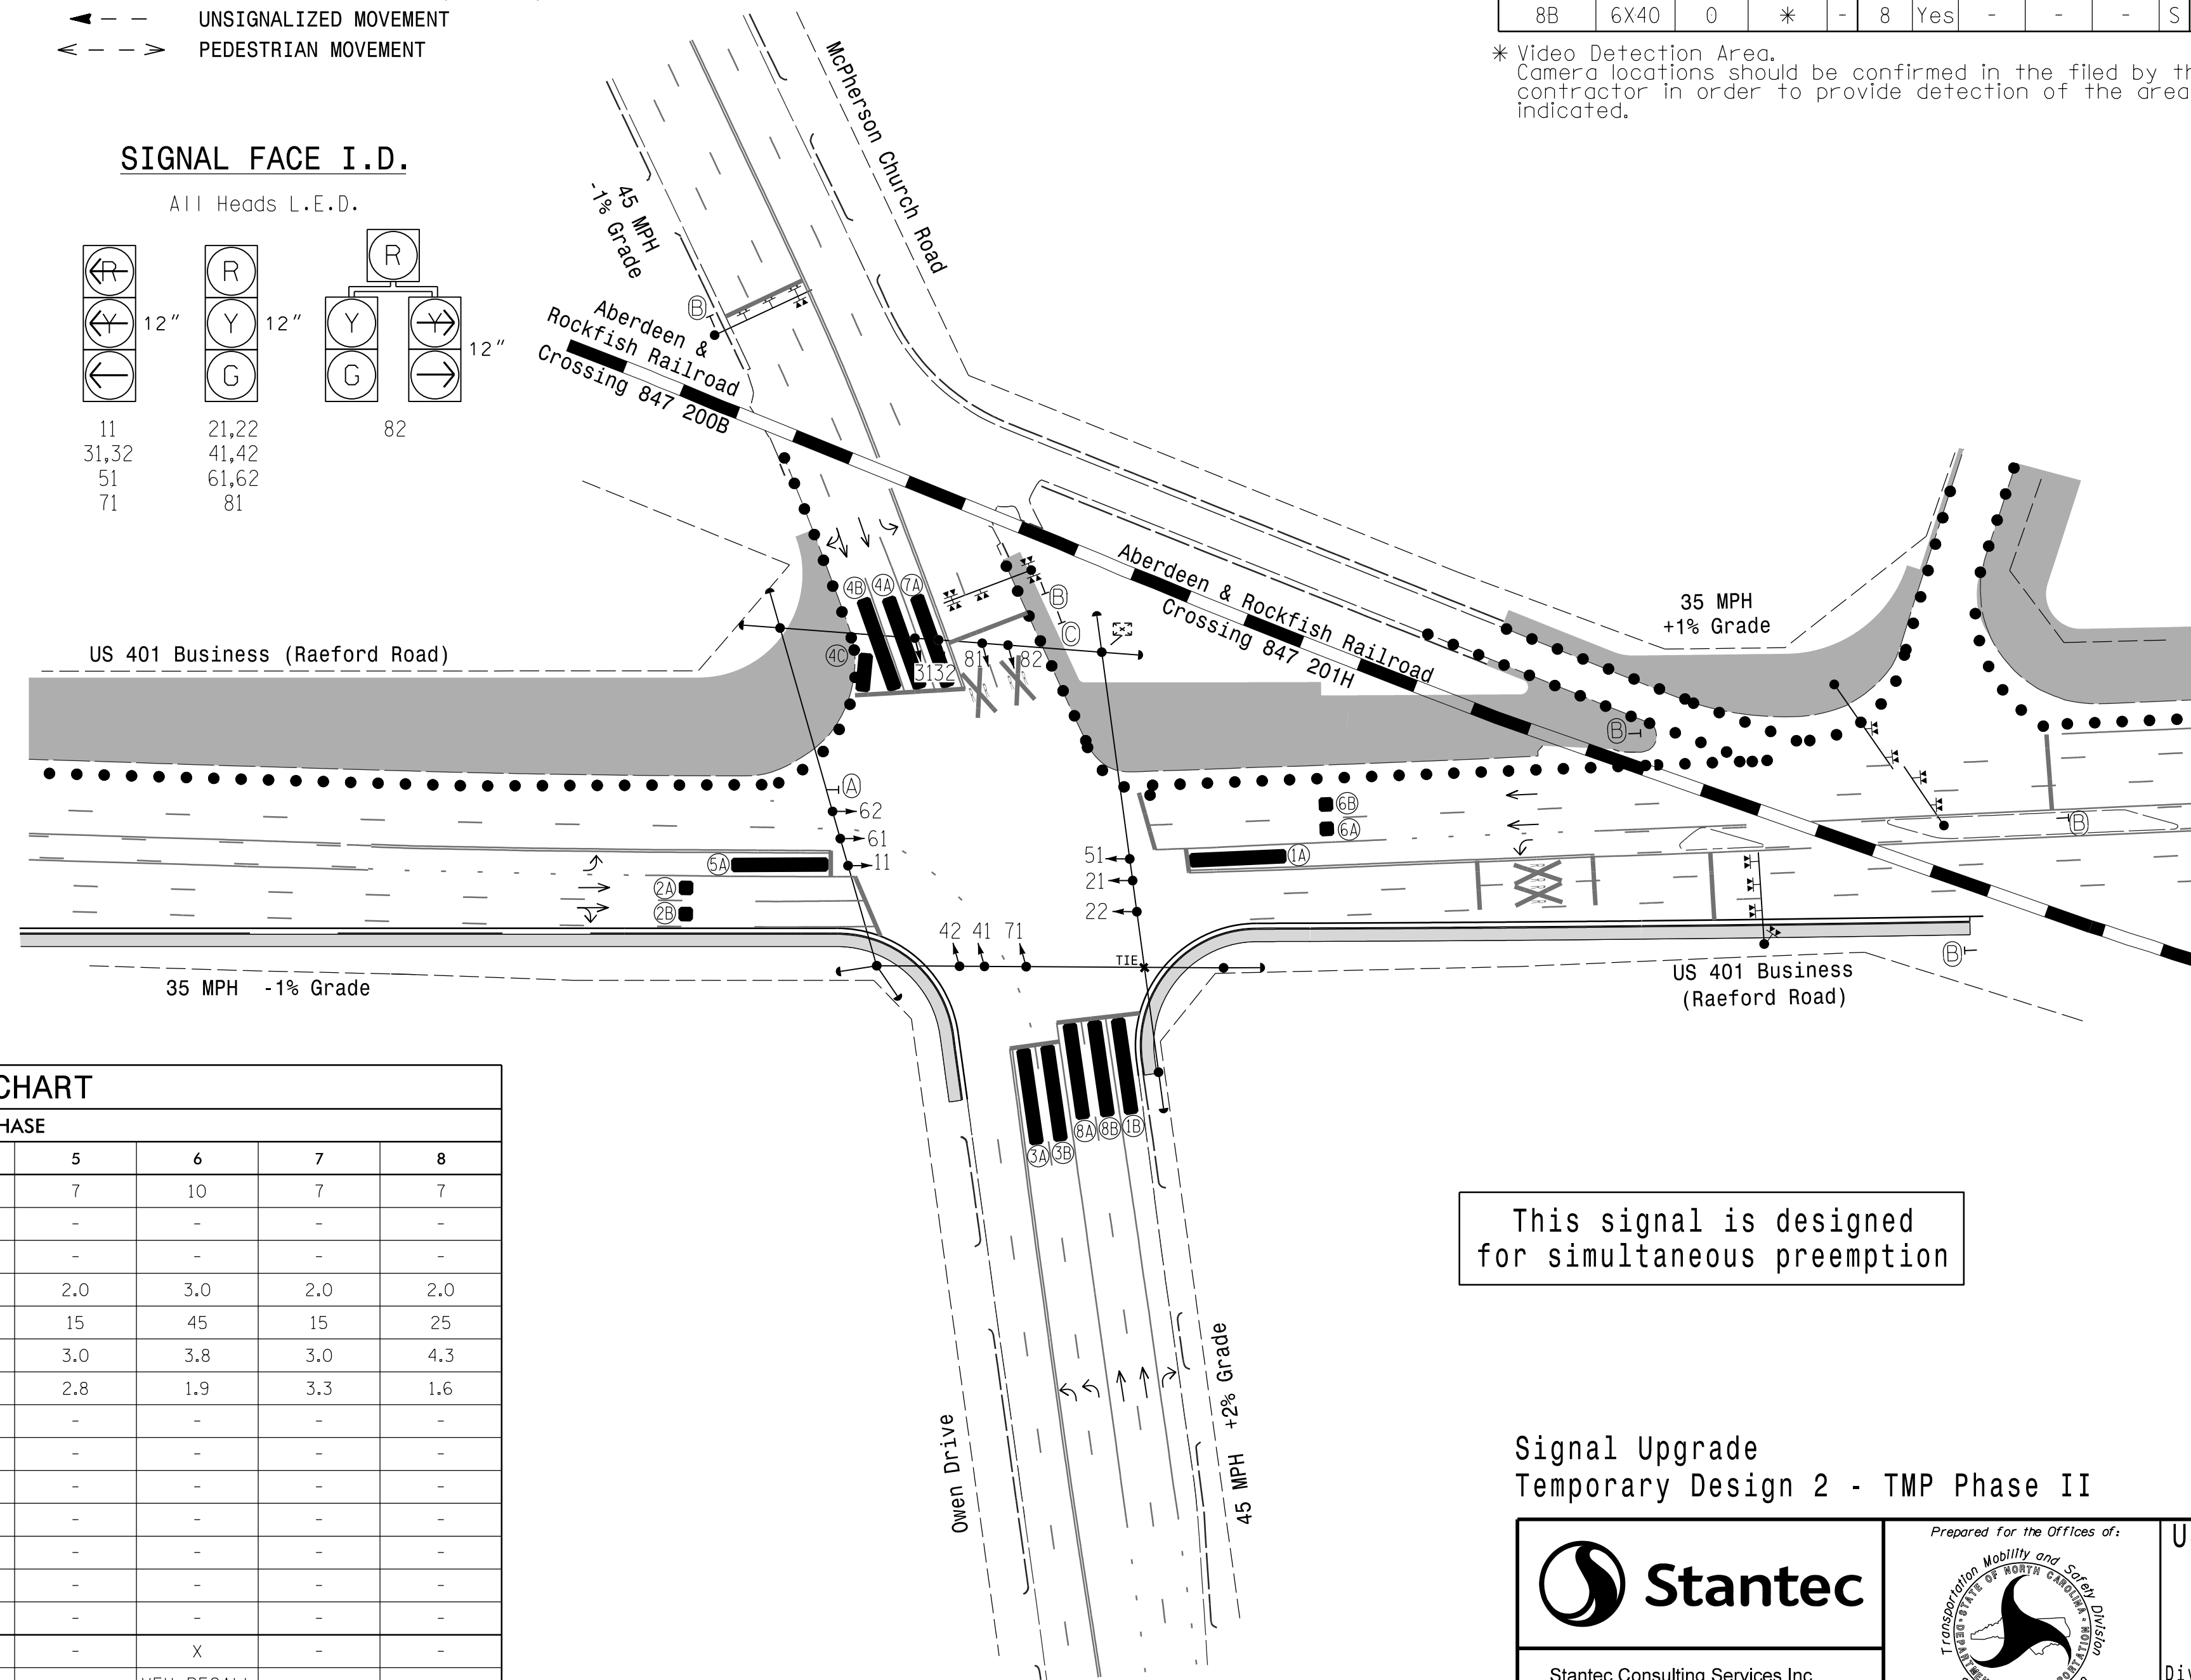 UNSIGNALIZED MOVEMENT
PEDESTRIAN MOVEMENT
8B 6X40 0 * - 8 Yes - - - S
* Video Detection Area.
Camera locations should be confirmed in the filed by th
contractor in order to provide detection of the area
indicated.
SIGNAL FACE I.D.
All Heads L.E.D.
R R R
Y 12" Y 12" Y Y 12"
G G
11 21,22 82
31,32 41,42
51 61,62
71 81
McPherson Church Road
45 MPH
-1% Grade
B
Aberdeen &
Rockfish Railroad
Crossing 847 200B
Aberdeen & Rockfish Railroad
Crossing 847 201H
35 MPH
+1% Grade
US 401 Business (Raeford Road)
4B 4A 7A
4C
3132
81 82
B
C
B
A
62
61
11
5A
2A
2B
6B
6A
1A
51
21
22
42 41 71
TIE
B
B
35 MPH -1% Grade
US 401 Business
(Raeford Road)
3A 3B 8A 8B 1B
Owen Drive
45 MPH +2% Grade
CHART
HASE
5 6 7 8
7 10 7 7
- - - -
- - - -
2.0 3.0 2.0 2.0
15 45 15 25
3.0 3.8 3.0 4.3
2.8 1.9 3.3 1.6
- - - -
- - - -
- - - -
- - - -
- - - -
- - - -
- - - -
- X - -
VEH RECALL
This signal is designed
for simultaneous preemption
Signal Upgrade
Temporary Design 2 - TMP Phase II
Stantec
Stantec Consulting Services Inc
Prepared for the Offices of:
Transportation Mobility and Safety Division
STATE OF NORTH CAROLINA
U
Div